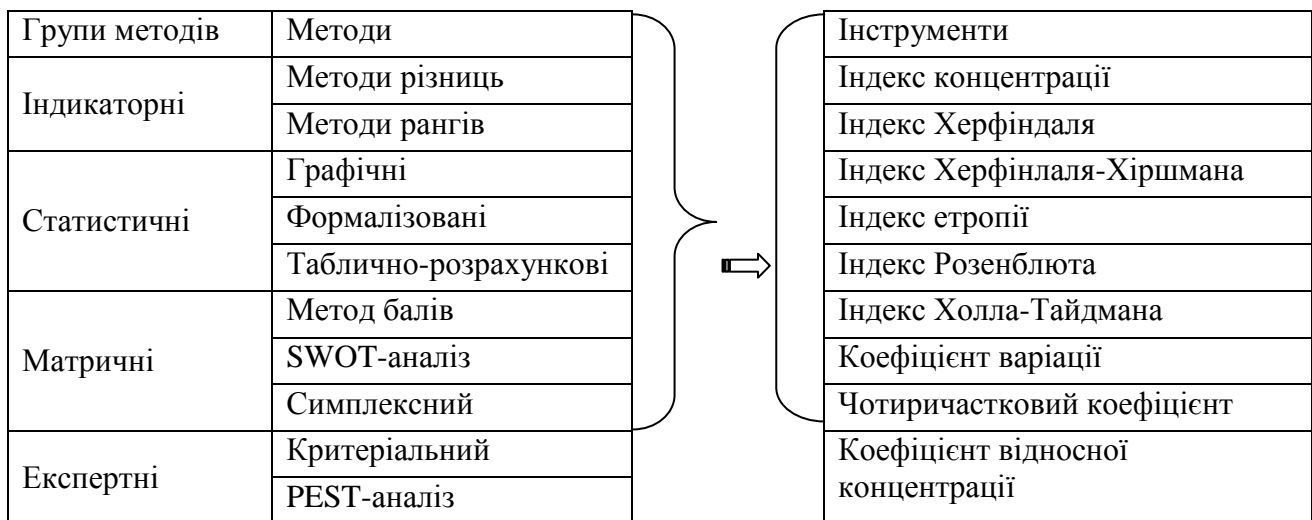 Групи методів
Методи
Індикаторні
Методи різниць
Методи рангів
Статистичні
Графічні
Формалізовані
Таблично-розрахункові
Матричні
Метод балів
SWOT-аналіз
Симплексний
Експертні
Критеріальний
PEST-аналіз
Інструменти
Індекс концентрації
Індекс Херфіндаля
Індекс Херфінлаля-Хіршмана
Індекс етропії
Індекс Розенблюта
Індекс Холла-Тайдмана
Коефіцієнт варіації
Чотиричастковий коефіцієнт
Коефіцієнт відносної
концентрації